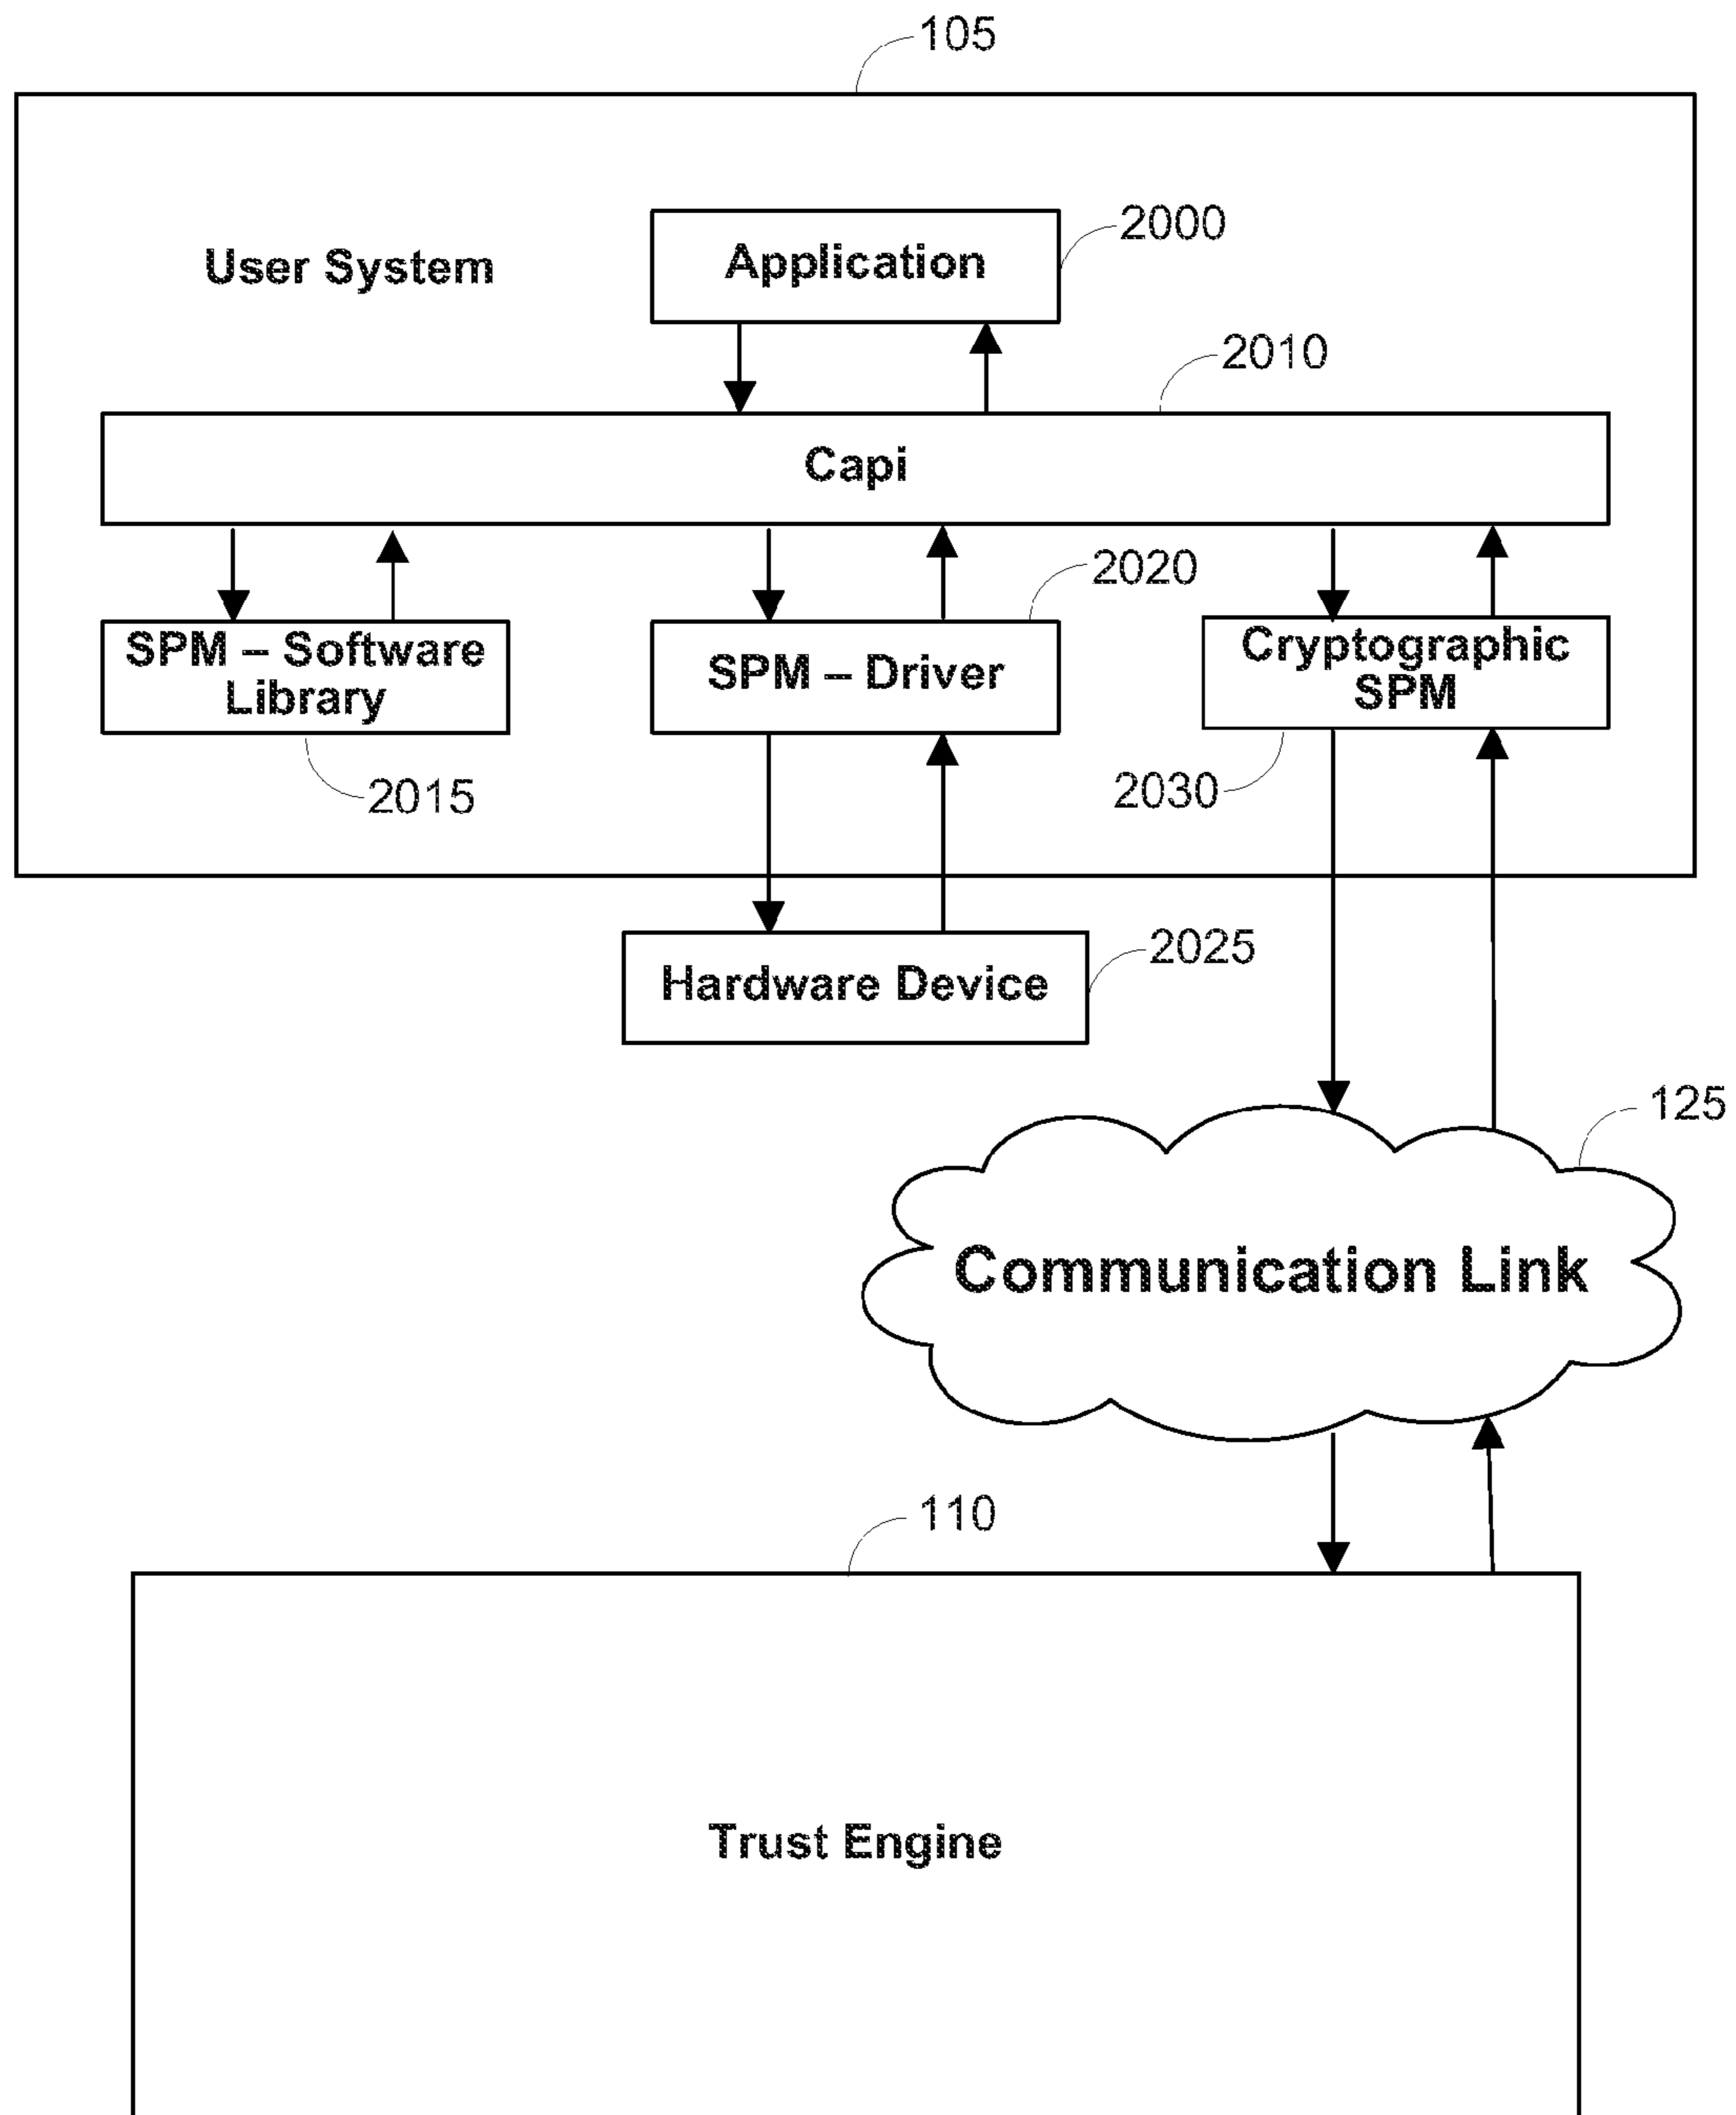 105
2000
Application
User System
2010
Capi
2020
SPM – Software
Library
SPM – Driver
Cryptographic
SPM
2015
2030
2025
Hardware Device
125
Communication Link
110
Trust Engine